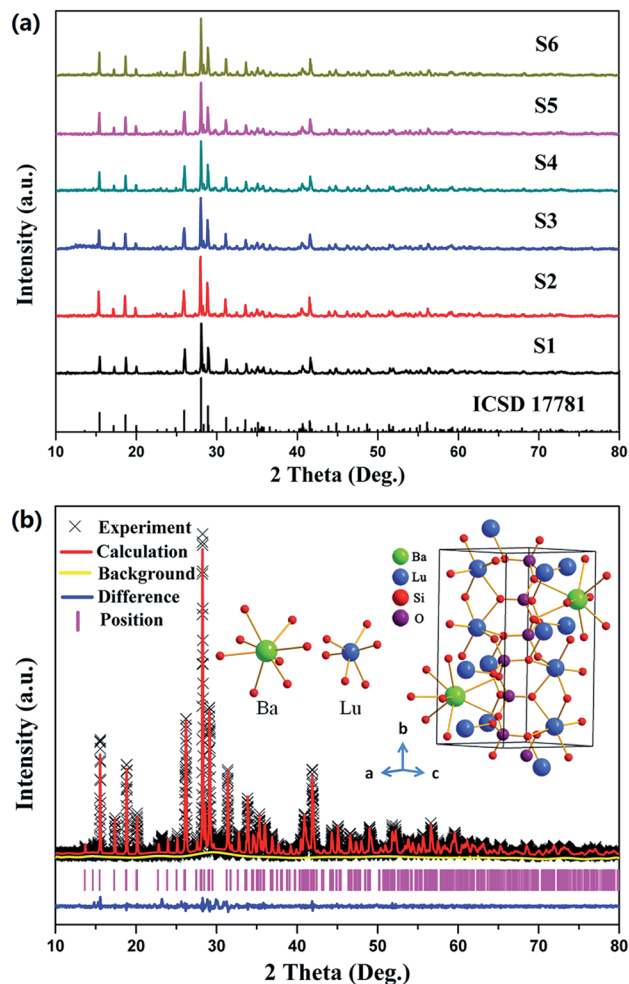 (a)
S6
S5
S4
S3
S2
S1
ICSD 17781
Intensity (a.u.)
10 20 30 40 50 60 70 80
2 Theta (Deg.)
(b)
Experiment
Calculation
Background
Difference
Position
Ba
Lu
Si
O
Ba
Lu
b
a
c
Intensity (a.u.)
10 20 30 40 50 60 70 80
2 Theta (Deg.)